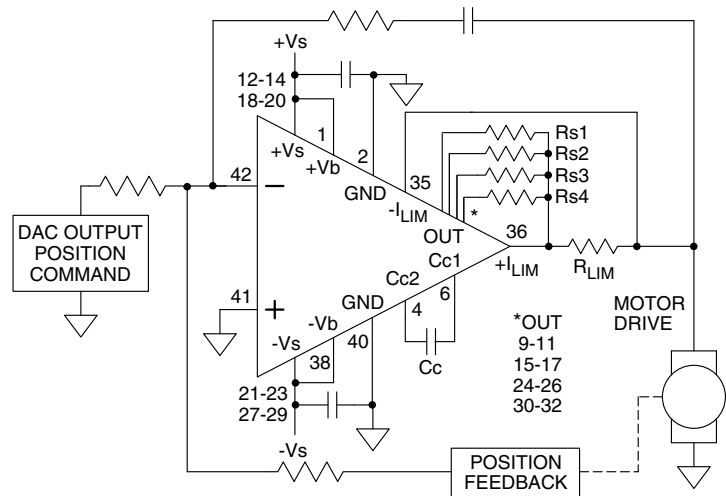 +Vs
12-14
18-20
1
+Vs
+Vb
2
GND
35
-ILIM
Rs1
Rs2
Rs3
Rs4
*
OUT
36
+ILIM
RLIM
42
−
DAC OUTPUT
POSITION
COMMAND
41
+
Cc2
Cc1
GND
4
6
Cc
-Vb
-Vs
38
40
21-23
27-29
-Vs
*OUT
9-11
15-17
24-26
30-32
MOTOR
DRIVE
POSITION
FEEDBACK